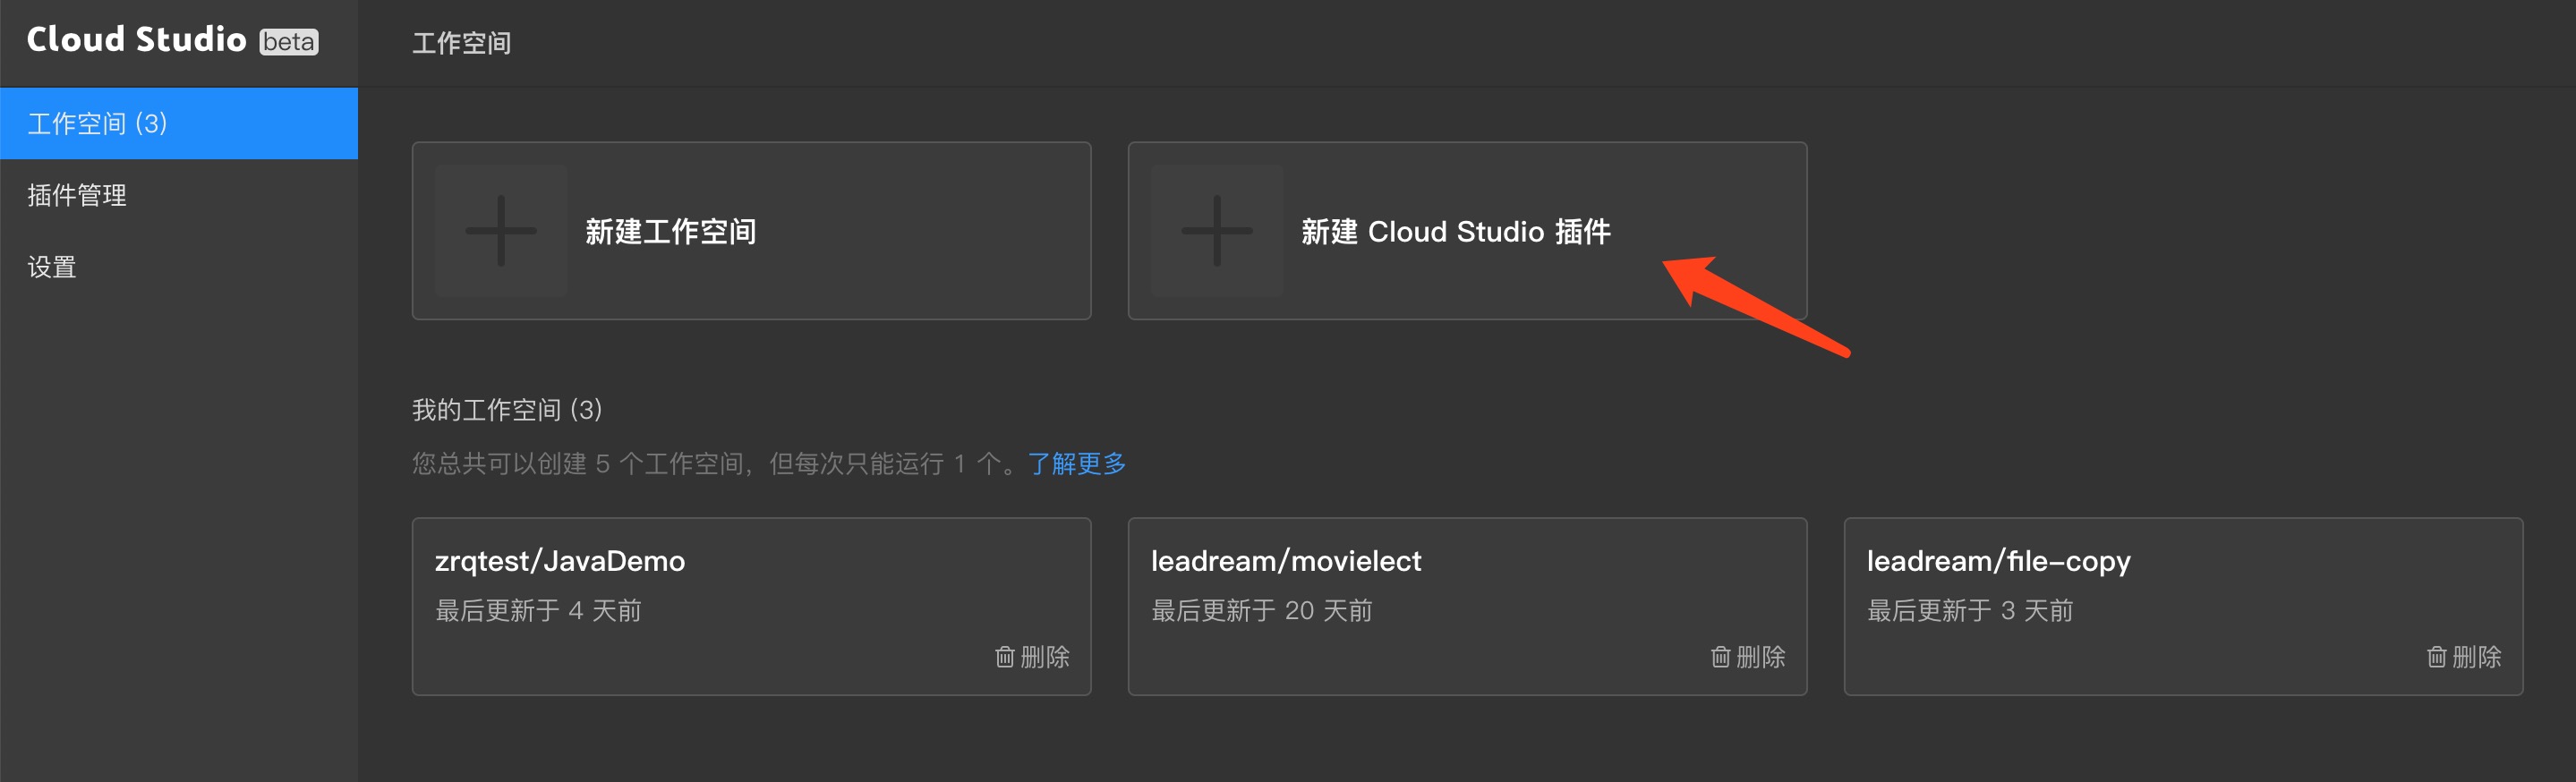 Cloud Studio beta
工作空间
工作空间 (3)
插件管理
设置
新建工作空间
新建 Cloud Studio 插件
我的工作空间 (3)
您总共可以创建 5 个工作空间，但每次只能运行 1 个。了解更多
zrqtest/JavaDemo
最后更新于 4 天前
删除
leadream/movielect
最后更新于 20 天前
删除
leadream/file-copy
最后更新于 3 天前
删除